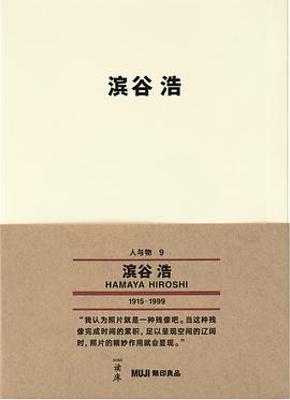 滨谷 浩
人与物 9
滨谷 浩
HAMAYA HIROSHI
1915-1999
“我认为照片就是一种残像吧。当这种残
像完成时间的累积，足以呈现空间的辽阔
时，照片的精妙作用就会显现。”
读库
MUJI 無印良品